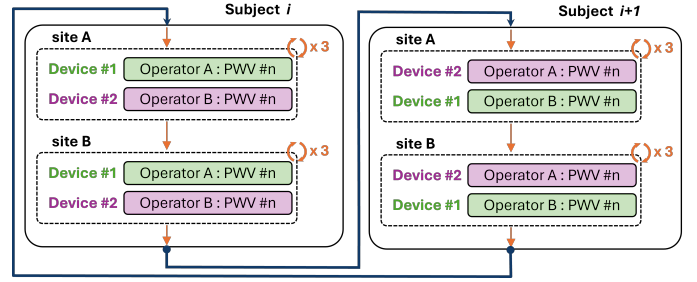 Subject i
site A
x 3
Device #1 Operator A : PWV #n
Device #2 Operator B : PWV #n
site B
x 3
Device #1 Operator A : PWV #n
Device #2 Operator B : PWV #n
Subject i+1
site A
x 3
Device #2 Operator A : PWV #n
Device #1 Operator B : PWV #n
site B
x 3
Device #2 Operator A : PWV #n
Device #1 Operator B : PWV #n